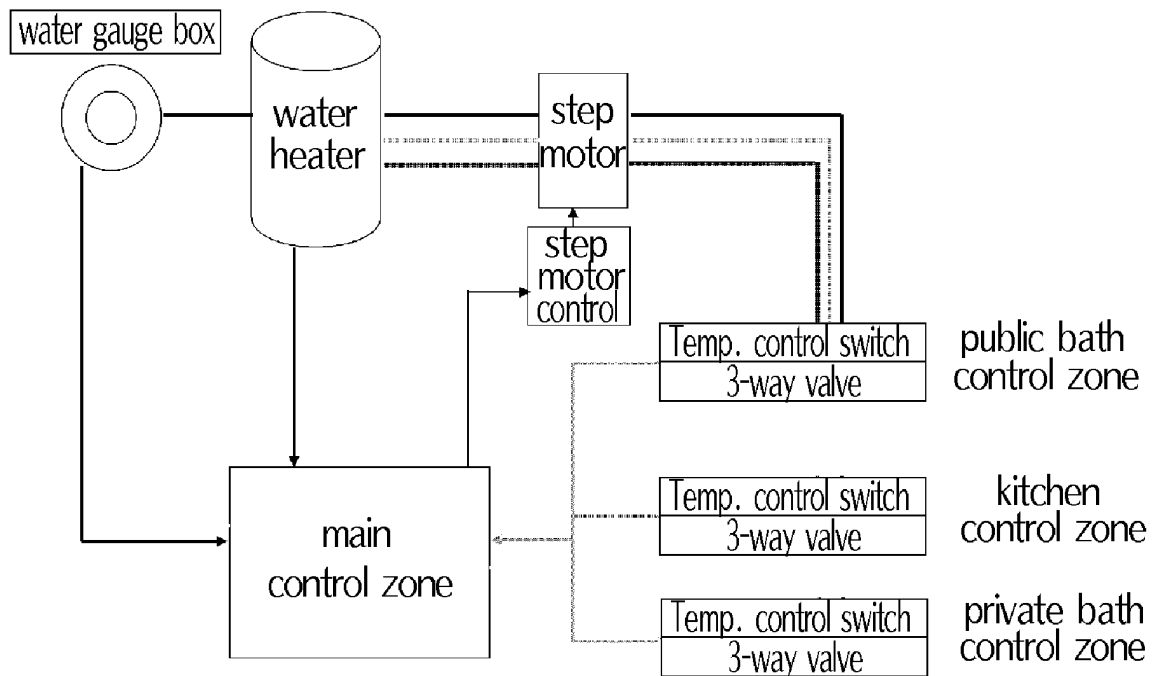 water gauge box
water
heater
step
motor
step
motor
control
Temp. control switch
3-way valve
public bath
control zone
main
control zone
Temp. control switch
3-way valve
kitchen
control zone
Temp. control switch
3-way valve
private bath
control zone